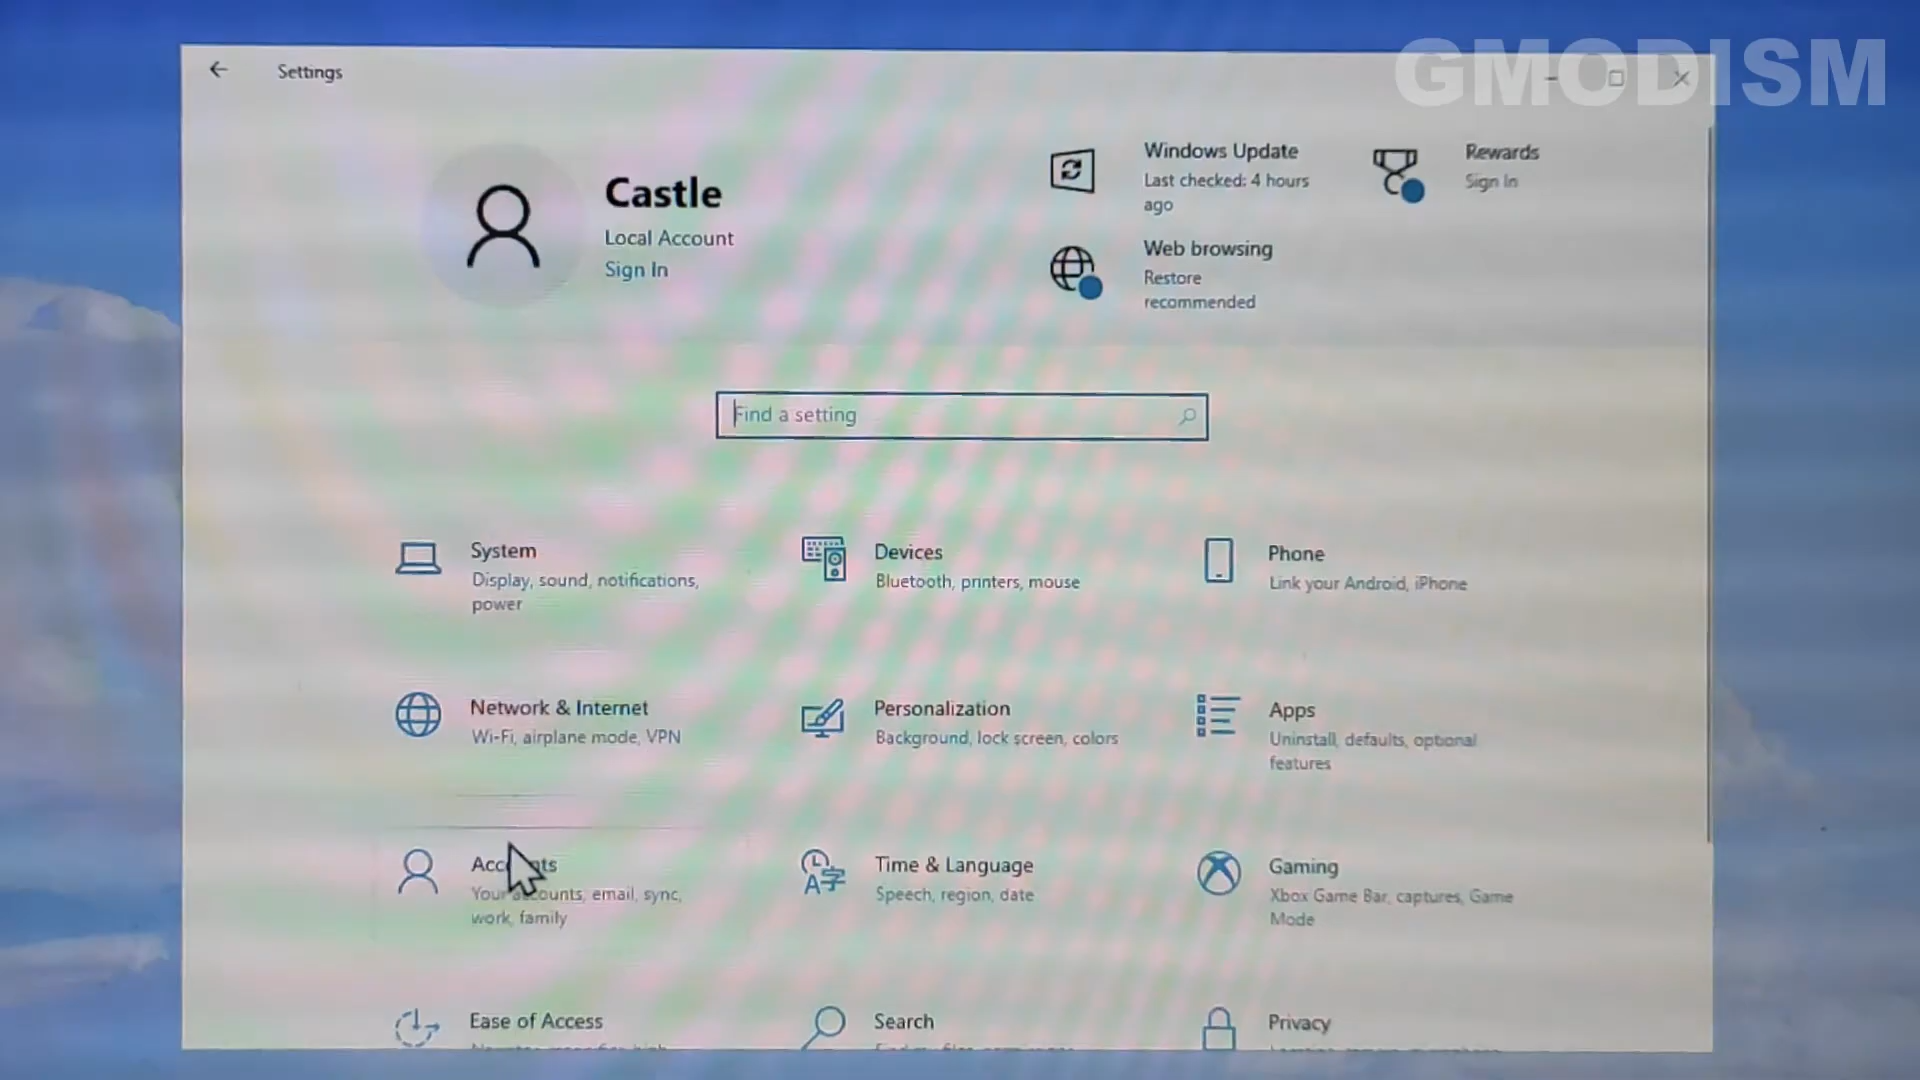 GMODISM
Settings
Castle
Local Account
Sign In
Windows Update
Last checked: 4 hours
ago
Rewards
Sign In
Web browsing
Restore
recommended
Find a setting
System
Display, sound, notifications,
power
Devices
Bluetooth, printers, mouse
Phone
Link your Android, iPhone
Network & Internet
Wi-Fi, airplane mode, VPN
Personalization
Background, lock screen, colors
Apps
Uninstall, defaults, optional
features
Accounts
Your accounts, email, sync,
work, family
Time & Language
Speech, region, date
Gaming
Xbox Game Bar, captures, Game
Mode
Ease of Access
Search
Privacy